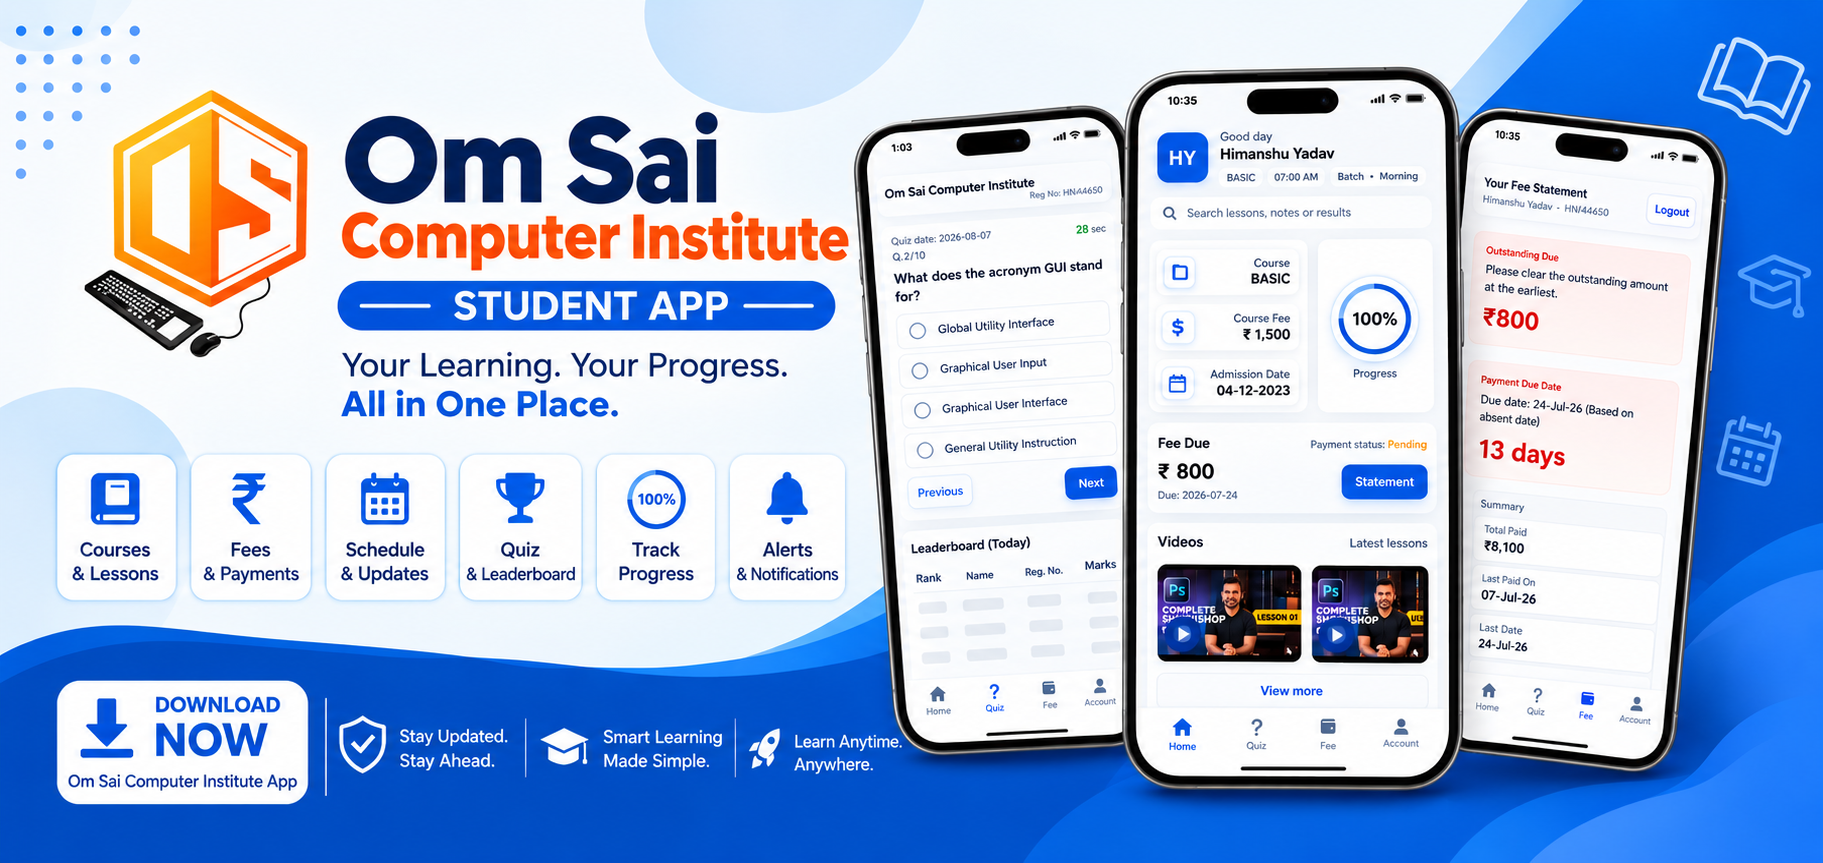 OS
Om Sai
Computer Institute
STUDENT APP
Your Learning. Your Progress.
All in One Place.
Courses
& Lessons
Fees
& Payments
Schedule
& Updates
Quiz
& Leaderboard
100%
Track
Progress
Alerts
& Notifications
DOWNLOAD
NOW
Om Sai Computer Institute App
Stay Updated.
Stay Ahead.
Smart Learning
Made Simple.
Learn Anytime.
Anywhere.
1:03
Om Sai Computer Institute
Reg No:
Quiz date: 2026-08-07
28 sec
Q.2/10
What does the acronym GUI stand
for?
Global Utility Interface
Graphical User Input
Graphical User Interface
General Utility Instruction
Previous
Next
Leaderboard (Today)
Rank Name Reg. No. Marks
Home Quiz Fee Account
10:35
HY
Good day
Himanshu Yadav
BASIC 07:00 AM Batch • Morning
Search lessons, notes or results
Course
BASIC
$
Course Fee
₹ 1,500
Admission Date
04-12-2023
100%
Progress
Fee Due
Payment status: Pending
₹ 800
Due: 2026-07-24
Statement
Videos
Latest lessons
Ps
COMPLETE
LESSON 01
Ps
COMPLETE
View more
Home Quiz Fee Account
10:35
Your Fee Statement
Himanshu Yadav -
Logout
Outstanding Due
Please clear the outstanding amount
at the earliest.
₹800
Payment Due Date
Due date: 24-Jul-26 (Based on
absent date)
13 days
Summary
Total Paid
₹8,100
Last Paid On
07-Jul-26
Last Date
24-Jul-26
Home Quiz Fee Account